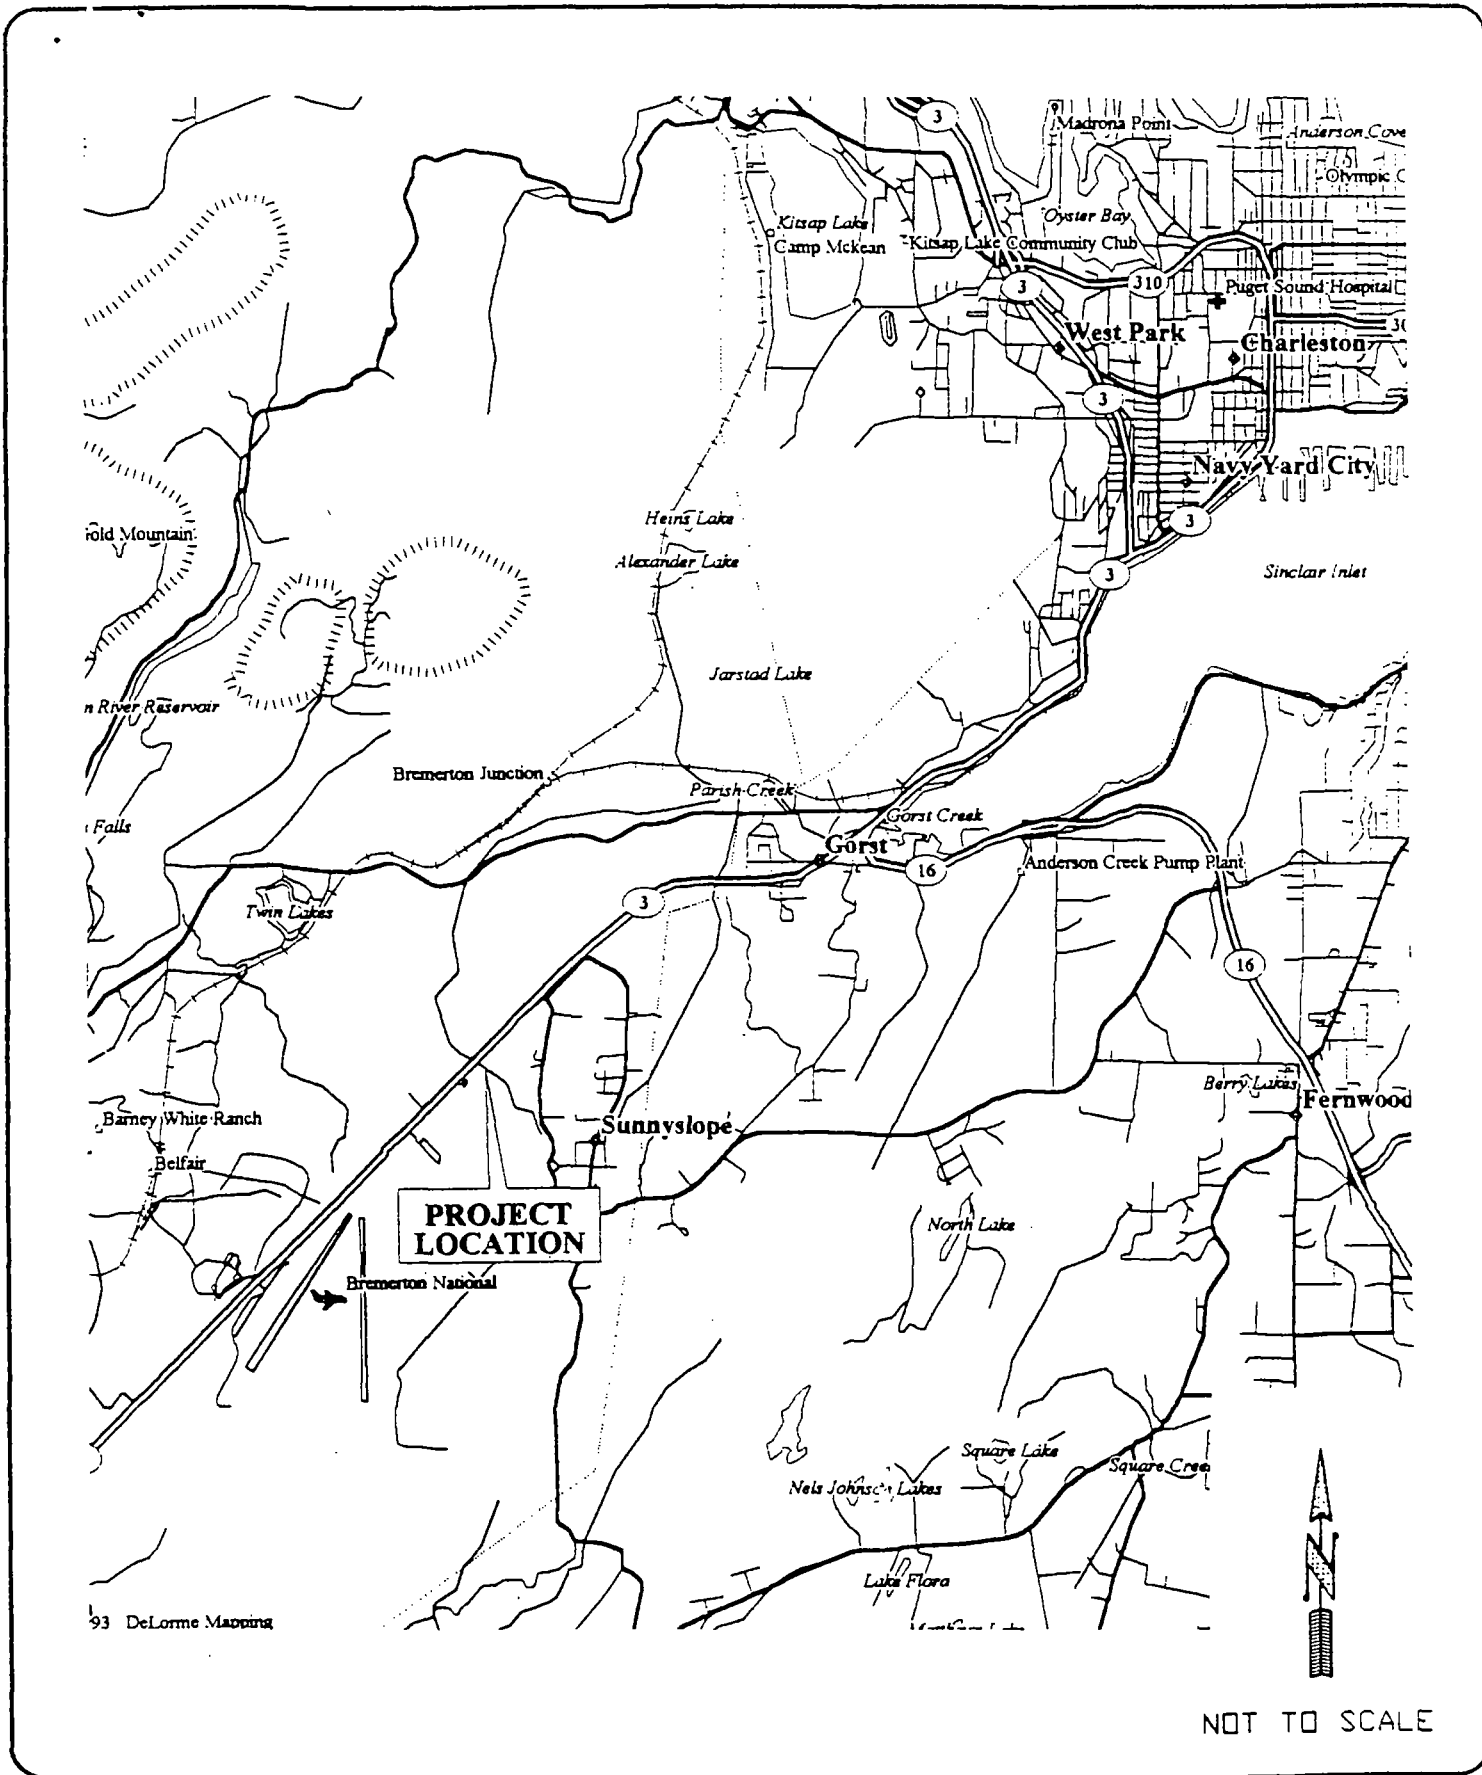 3
Madrona Point
Anderson Cove
Olympic C
Kitsap Lake
Oyster Bay
Camp Mckean
Kitsap Lake Community Club
3
310
Puget Sound Hospital
30
West Park
Charleston
3
Navy Yard City
Heins Lake
3
old Mountain
Alexander Lake
3
Sinclair Inlet
Jarstad Lake
n River Reservoir
Bremerton Junction
Parish Creek
Gorst Creek
Falls
Gorst
16
Anderson Creek Pump Plant
3
Twin Lakes
16
Berry Lakes
Fernwood
Barney White Ranch
Sunnyslope
Belfair
PROJECT
LOCATION
North Lake
Bremerton National
Square Lake
Square Cree
Nels Johnson Lakes
Lake Flora
'93 DeLorme Mapping
N
NOT TO SCALE